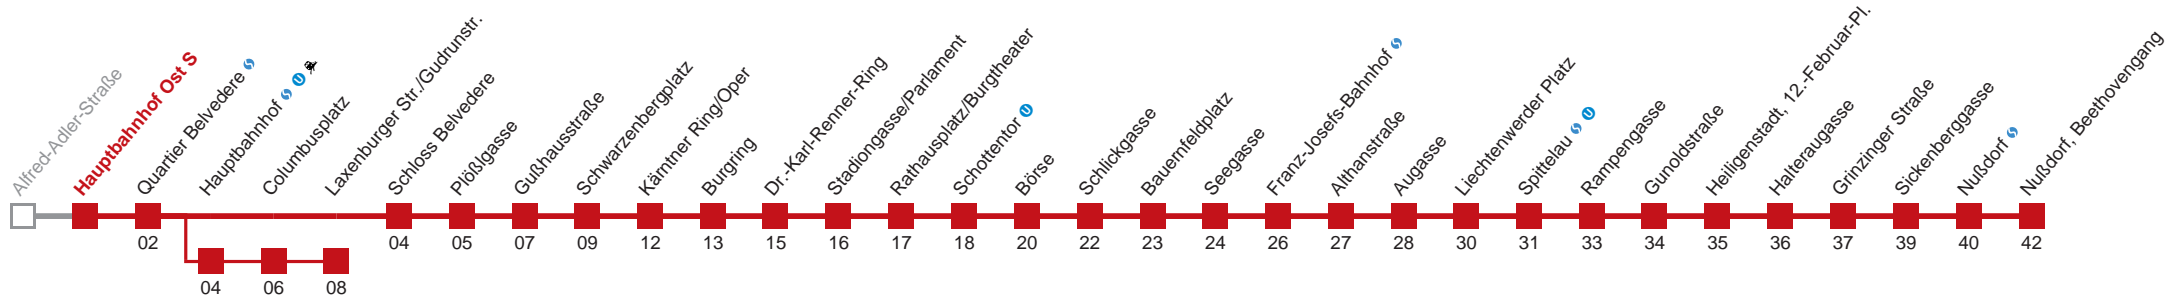 Alfred-Adler-Straße
Hauptbahnhof Ost S
Quartier Belvedere S
Hauptbahnhof S U
Columbusplatz
Laxenburger Str./Gudrunstr.
Schloss Belvedere
Plößlgasse
Gußhausstraße
Schwarzenbergplatz
Kärntner Ring/Oper
Burgring
Dr.-Karl-Renner-Ring
Stadiongasse/Parlament
Rathausplatz/Burgtheater
Schottentor U
Börse
Schlickgasse
Bauernfeldplatz
Seegasse
Franz-Josefs-Bahnhof S
Althanstraße
Augasse
Liechtenwerder Platz
Spittelau S U
Rampengasse
Gunoldstraße
Heiligenstadt, 12.-Februar-Pl.
Halteraugasse
Grinzinger Straße
Sickenberggasse
Nußdorf S
Nußdorf, Beethovengang
02 04 05 07 09 12 13 15 16 17 18 20 22 23 24 26 27 28 30 31 33 34 35 36 37 39 40 42
04 06 08